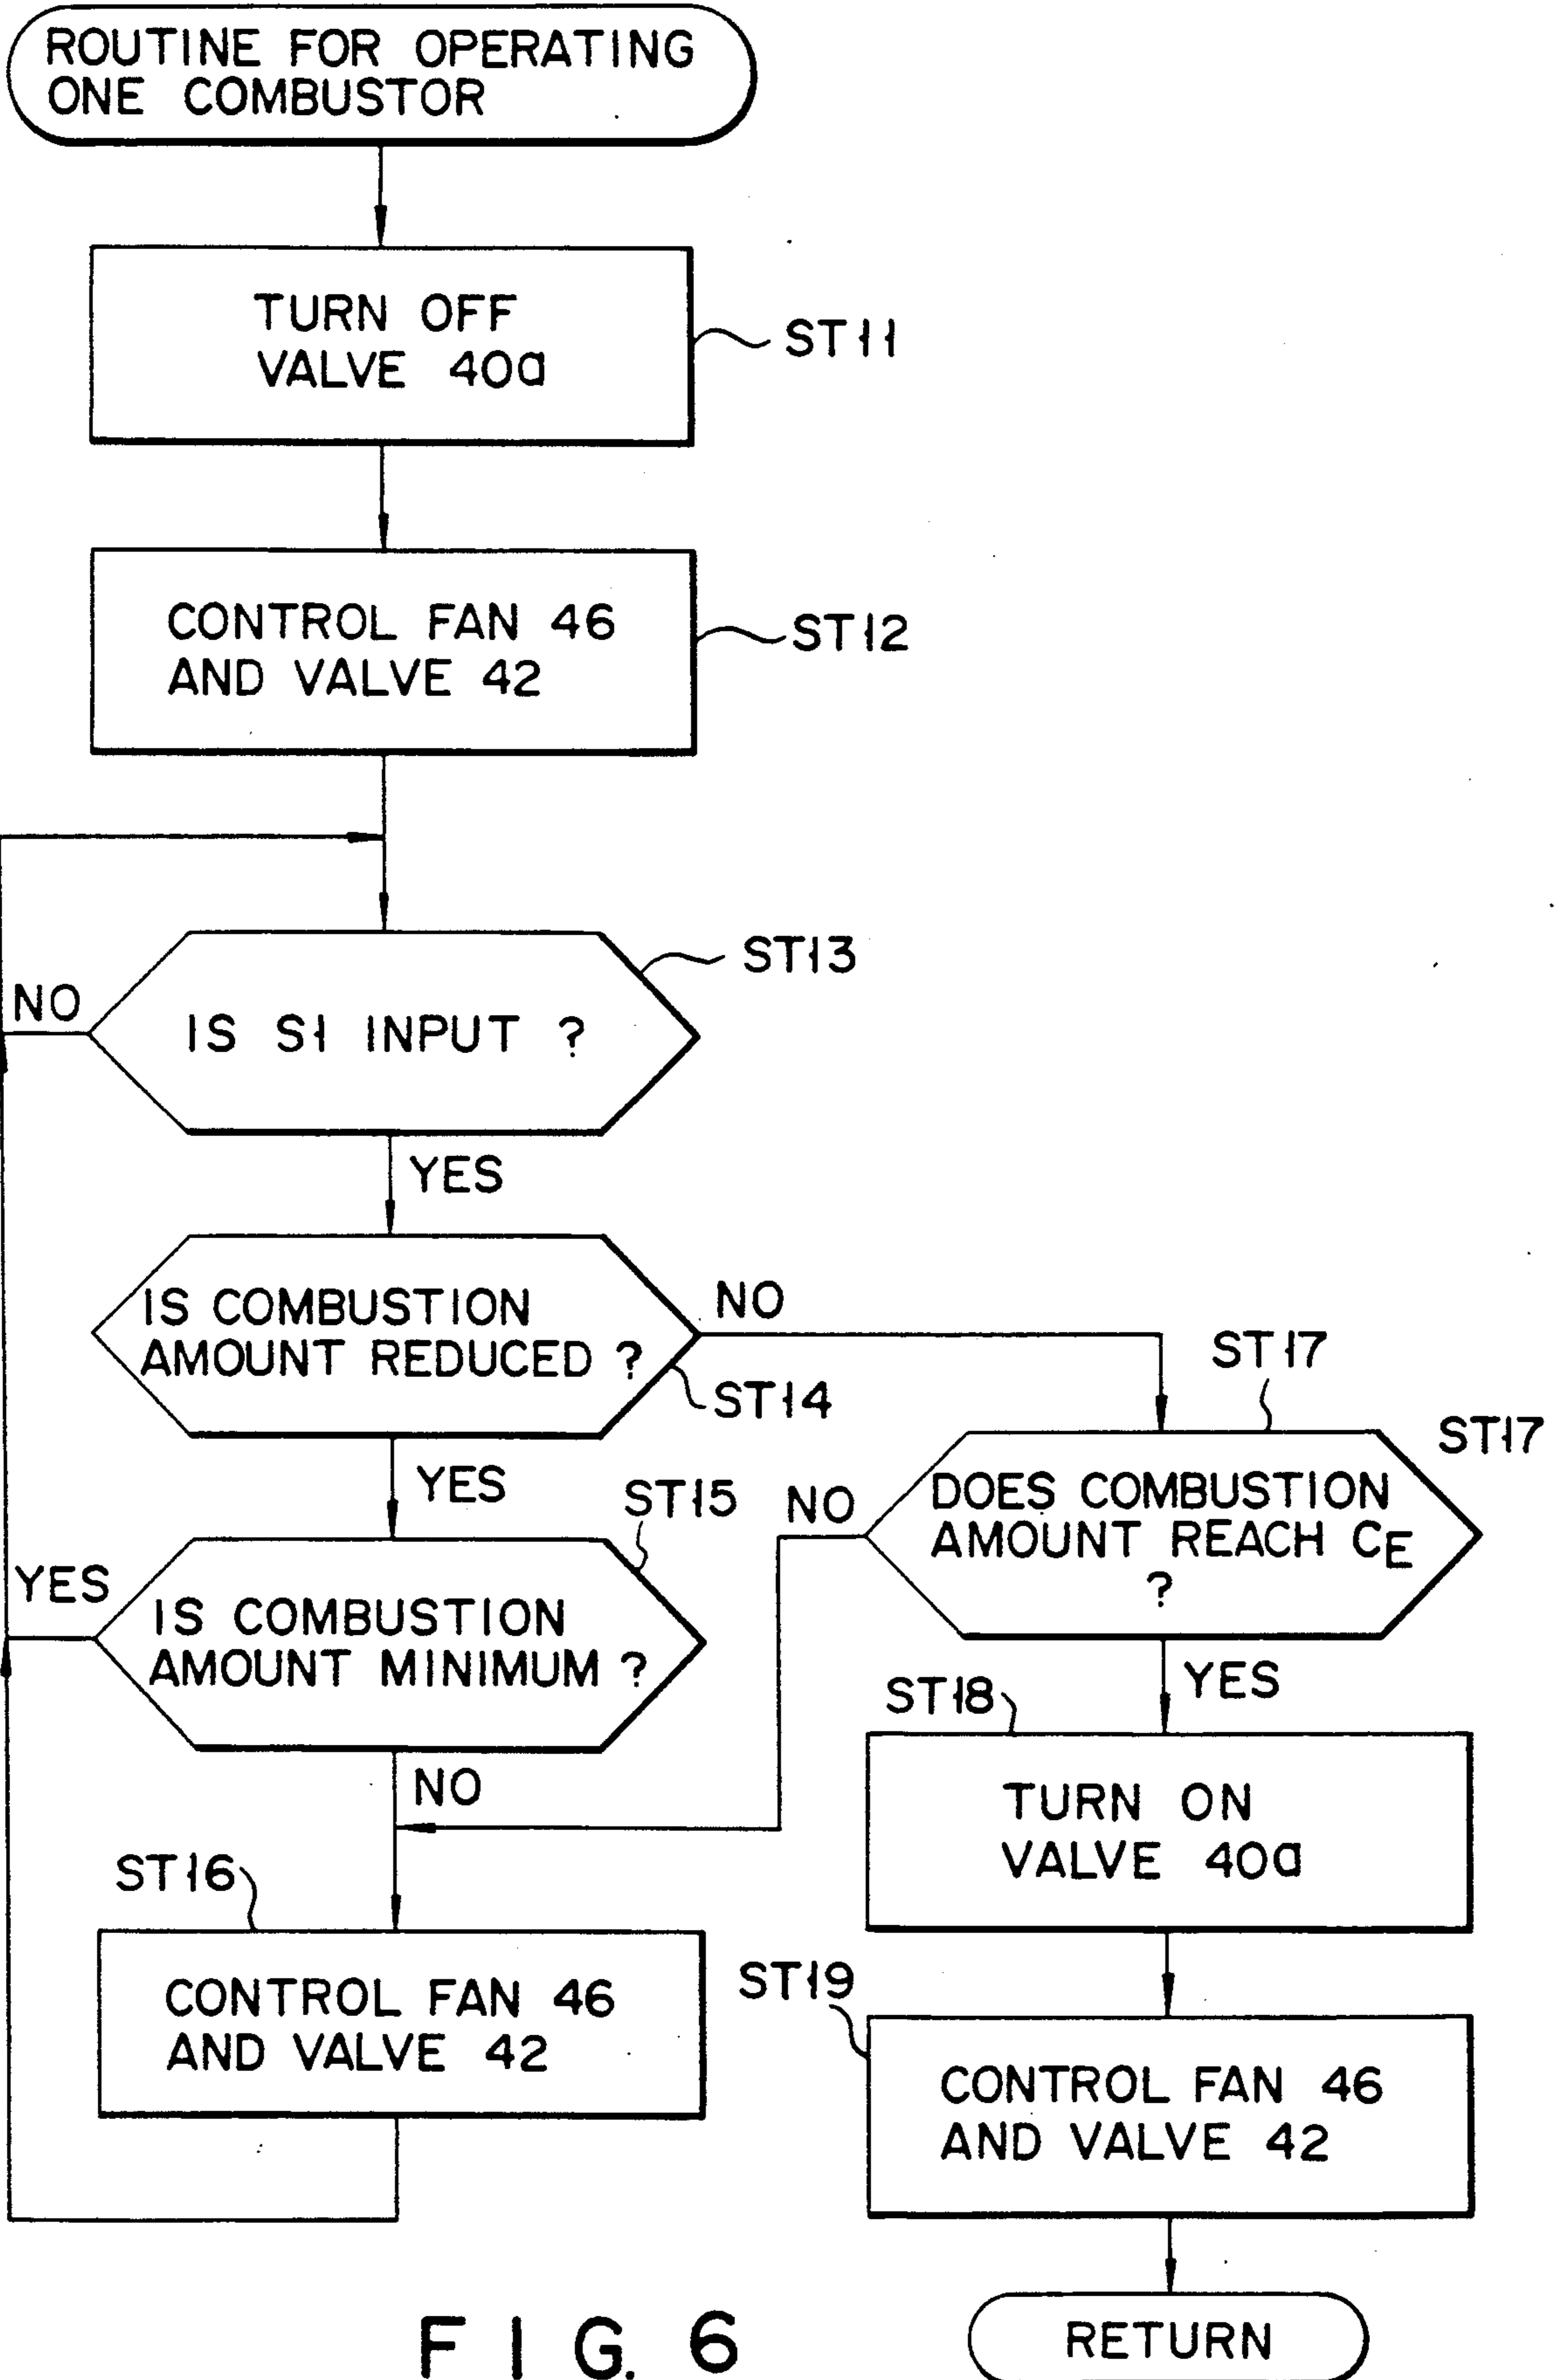 ROUTINE FOR OPERATING
ONE COMBUSTOR
TURN OFF
VALVE 40a
ST11
CONTROL FAN 46
AND VALVE 42
ST12
ST13
NO
IS S1 INPUT ?
YES
IS COMBUSTION
AMOUNT REDUCED ?
NO
ST14
ST17
ST17
YES
ST15
NO
DOES COMBUSTION
AMOUNT REACH CE
?
YES
IS COMBUSTION
AMOUNT MINIMUM ?
YES
ST18
NO
TURN ON
VALVE 40a
ST16
CONTROL FAN 46
AND VALVE 42
ST19
CONTROL FAN 46
AND VALVE 42
RETURN
FIG. 6